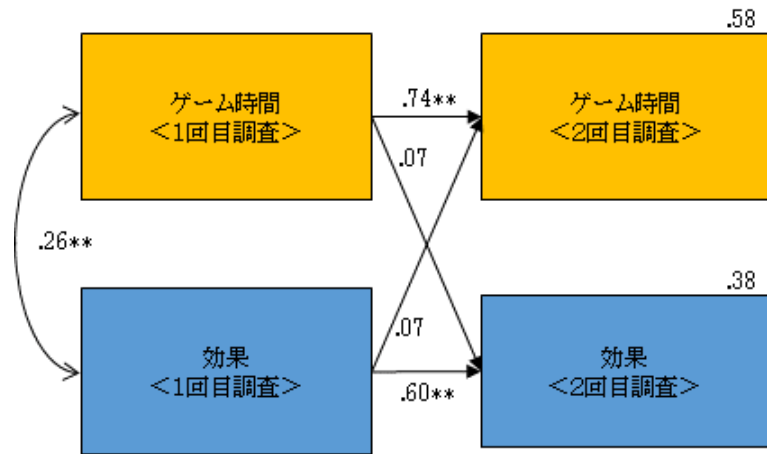 .58
ゲーム時間
<1回目調査>
.74**
ゲーム時間
<2回目調査>
.07
.26**
.38
.07
効果
<1回目調査>
.60**
効果
<2回目調査>